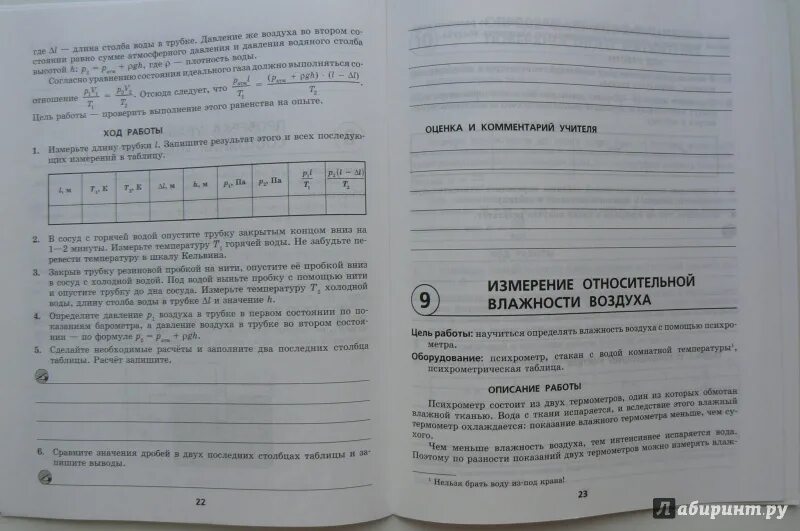 где Δl — длина столба воды в трубке. Давление же воздуха во втором со-
стоянии равно сумме атмосферного давления и давления водяного столба
высотой h: p₂ = pатм + ρgh, где ρ — плотность воды.
Согласно уравнению состояния идеального газа должно выполняться со-
отношение p₁V₁/T₁ = p₂V₂/T₂. Отсюда следует, что pатм l/T₁ = (pатм + ρgh) · (l − Δl)/T₂.
Цель работы — проверить выполнение этого равенства на опыте.
ХОД РАБОТЫ
1. Измерьте длину трубки l. Запишите результат этого и всех последую-
щих измерений в таблицу.
l, м T₁, К T₂, К Δl, м h, м p₁, Па p₂, Па p₁l/T₁ p₂(l − Δl)/T₂
2. В сосуд с горячей водой опустите трубку закрытым концом вниз на
1—2 минуты. Измерьте температуру T₁ горячей воды. Не забудьте пе-
ревести температуру в шкалу Кельвина.
3. Закрыв трубку резиновой пробкой на нити, опустите её пробкой вниз
в сосуд с холодной водой. Под водой выньте пробку с помощью нити
и опустите трубку до дна сосуда. Измерьте температуру T₂ холодной
воды, длину столба воды в трубке Δl и значение h.
4. Определите давление p₁ воздуха в трубке в первом состоянии по по-
казаниям барометра, а давление воздуха в трубке во втором состоя-
нии — по формуле p₂ = pатм + ρgh.
5. Сделайте необходимые расчёты и заполните два последних столбца
таблицы. Расчёт запишите.
6. Сравните значения дробей в двух последних столбцах таблицы и за-
пишите выводы.
22
ОЦЕНКА И КОММЕНТАРИЙ УЧИТЕЛЯ
9 ИЗМЕРЕНИЕ ОТНОСИТЕЛЬНОЙ
ВЛАЖНОСТИ ВОЗДУХА
Цель работы: научиться определять влажность воздуха с помощью психро-
метра.
Оборудование: психрометр, стакан с водой комнатной температуры¹,
психрометрическая таблица.
ОПИСАНИЕ РАБОТЫ
Психрометр состоит из двух термометров, один из которых обмотан
влажной тканью. Вода с ткани испаряется, и вследствие этого влажный
термометр охлаждается: показание влажного термометра меньше, чем су-
хого.
Чем меньше влажность воздуха, тем интенсивнее испаряется вода.
Поэтому по разности показаний двух термометров можно измерять влаж-
¹ Нельзя брать воду из-под крана!
23
Лабиринт.ру